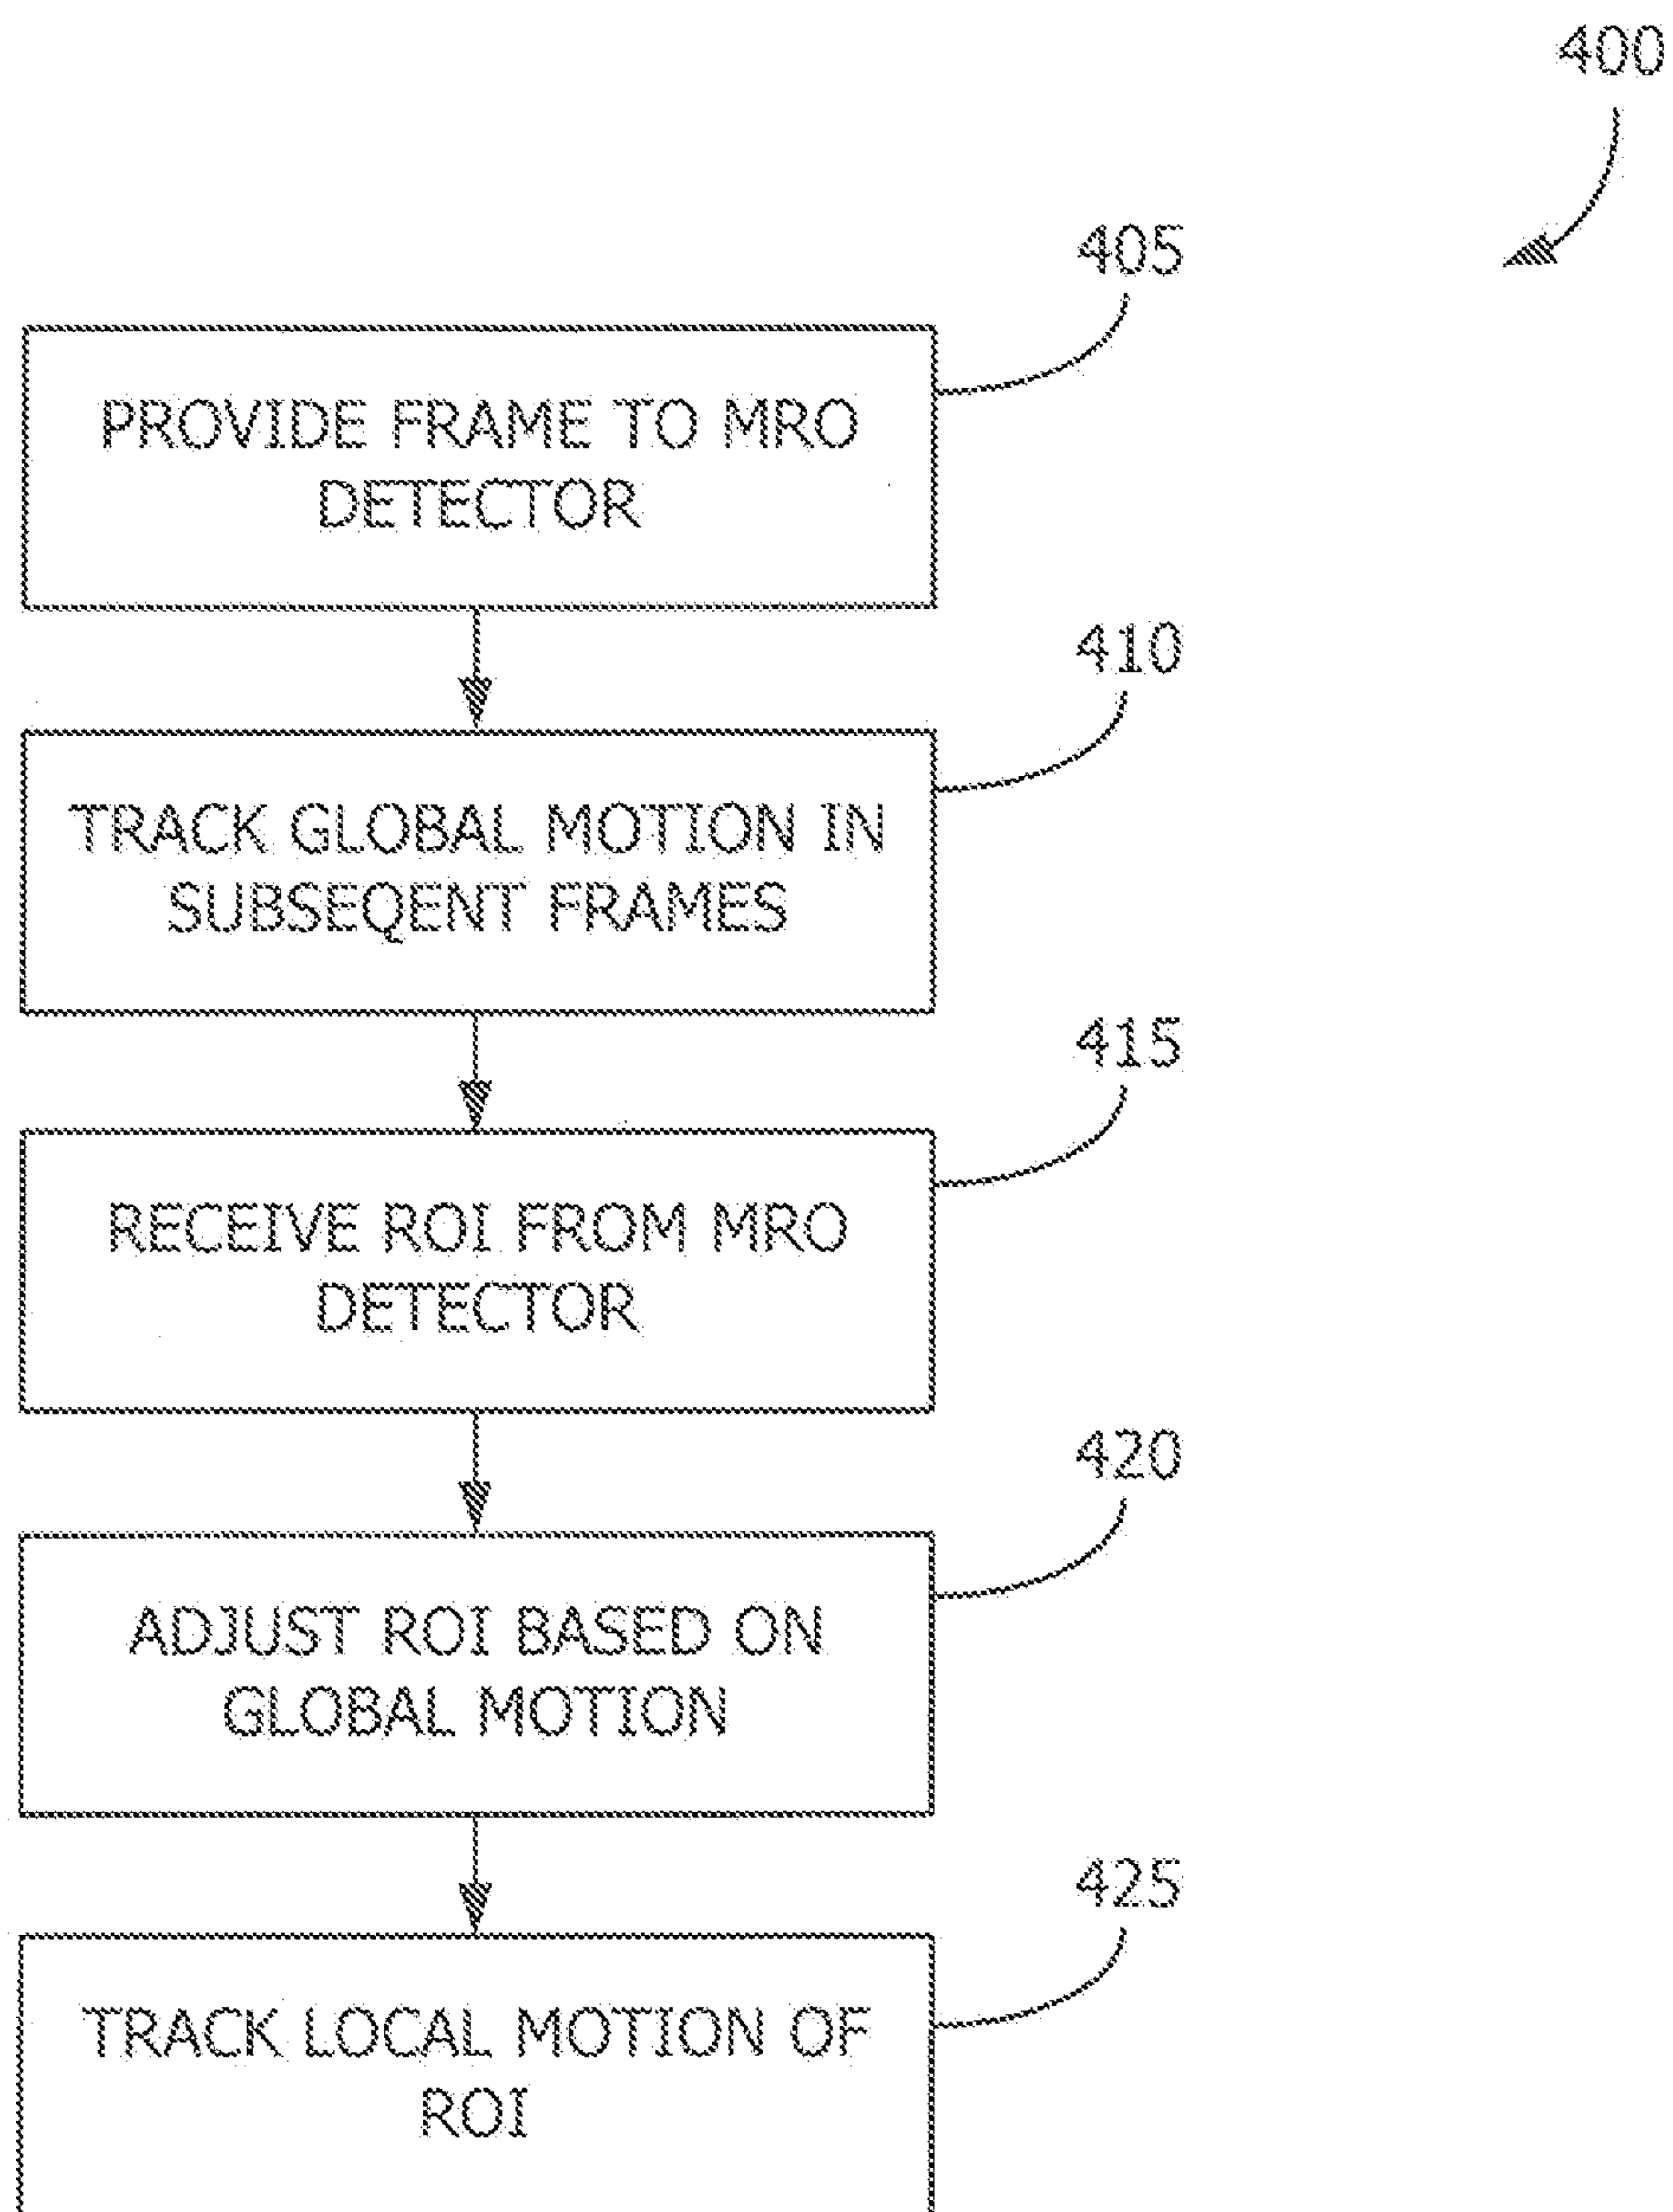 400
405
PROVIDE FRAME TO MRO
DETECTOR
410
TRACK GLOBAL MOTION IN
SUBSEQENT FRAMES
415
RECEIVE ROI FROM MRO
DETECTOR
420
ADJUST ROI BASED ON
GLOBAL MOTION
425
TRACK LOCAL MOTION OF
ROI